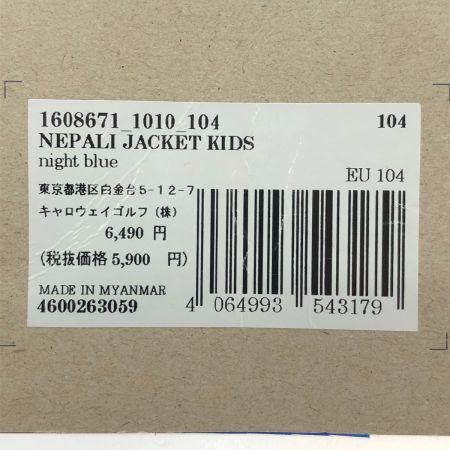 1608671_1010_104 104
NEPALI JACKET KIDS
night blue
EU 104
東京都港区白金台5-12-7
キャロウェイゴルフ (株)
6,490 円
(税抜価格 5,900 円)
MADE IN MYANMAR
4600263059
4 064993 543179